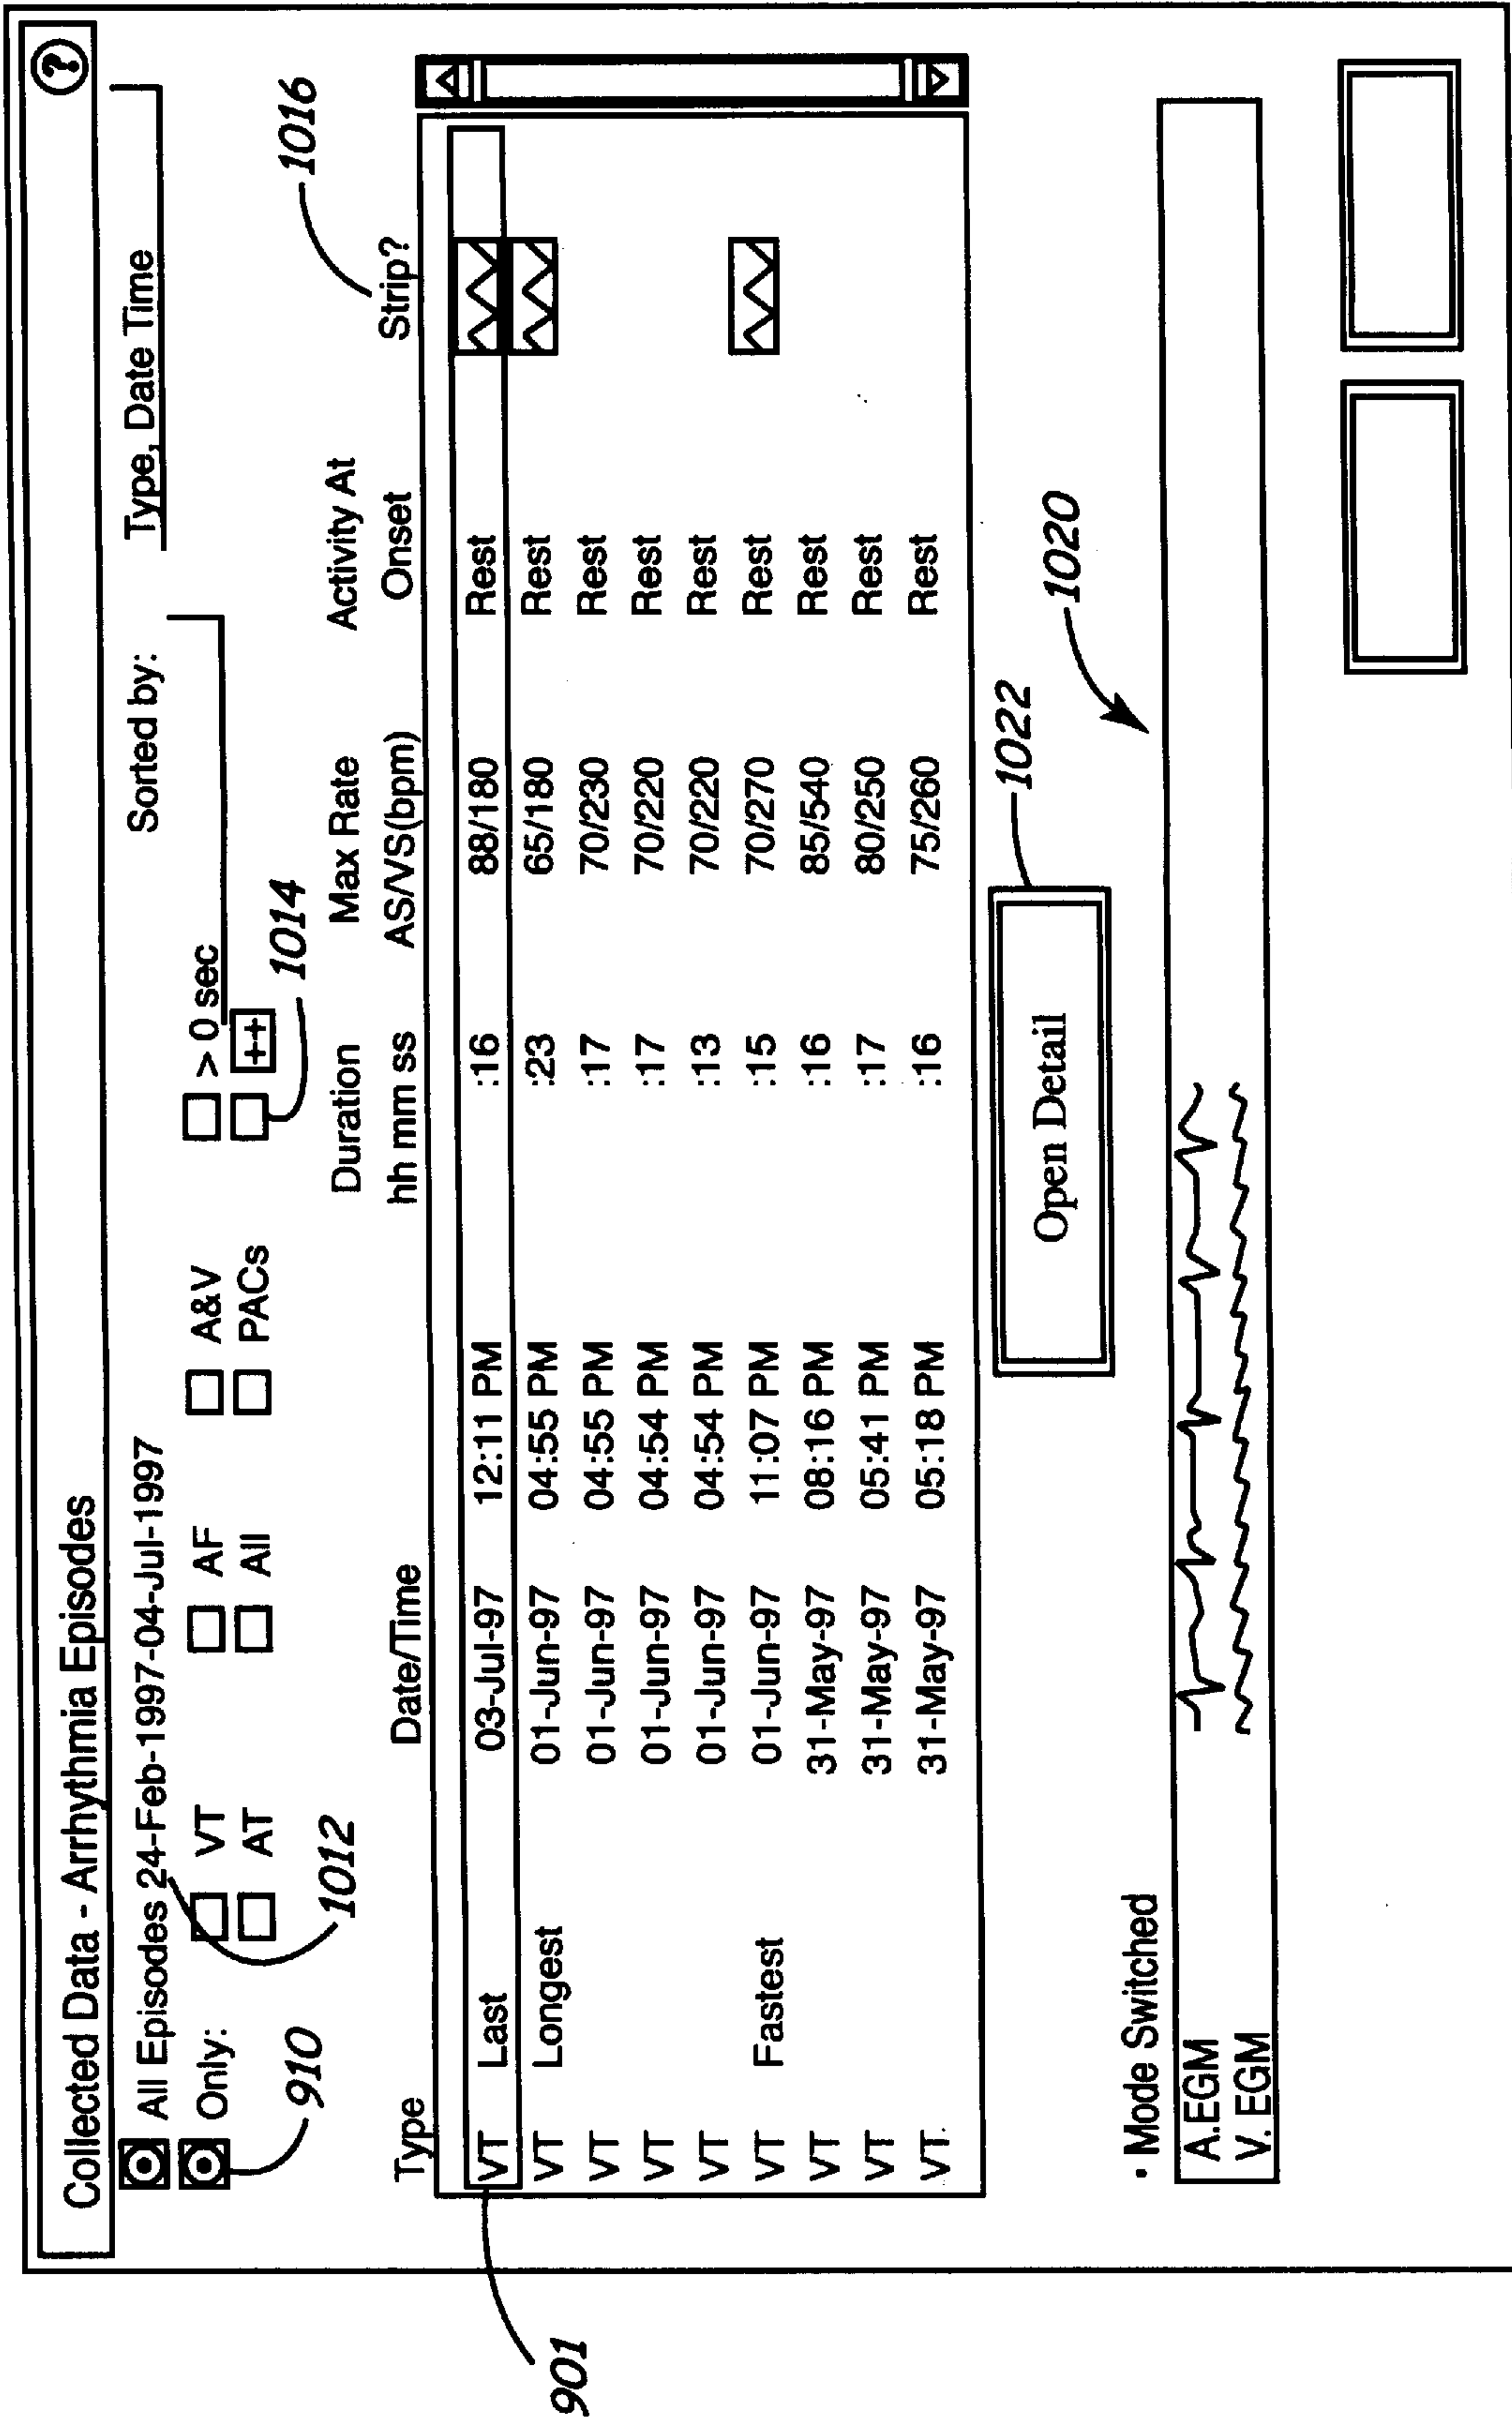 Collected Data - Arrhythmia Episodes ?
All Episodes 24-Feb-1997-04-Jul-1997 Sorted by: Type, Date Time
Only: VT AF A&V > 0 sec
AT All PACs ++
910 1012 1014 1016
Duration Max Rate Activity At
Type Date/Time hh mm ss AS/VS(bpm) Onset Strip?
VT Last 03-Jul-97 12:11 PM :16 88/180 Rest
VT Longest 01-Jun-97 04:55 PM :23 65/180 Rest
VT 01-Jun-97 04:55 PM :17 70/230 Rest
VT 01-Jun-97 04:54 PM :17 70/220 Rest
VT 01-Jun-97 04:54 PM :13 70/220 Rest
VT Fastest 01-Jun-97 11:07 PM :15 70/270 Rest
VT 31-May-97 08:16 PM :16 85/540 Rest
VT 31-May-97 05:41 PM :17 80/250 Rest
VT 31-May-97 05:18 PM :16 75/260 Rest
901
Open Detail
1022
1020
· Mode Switched
A.EGM
V. EGM